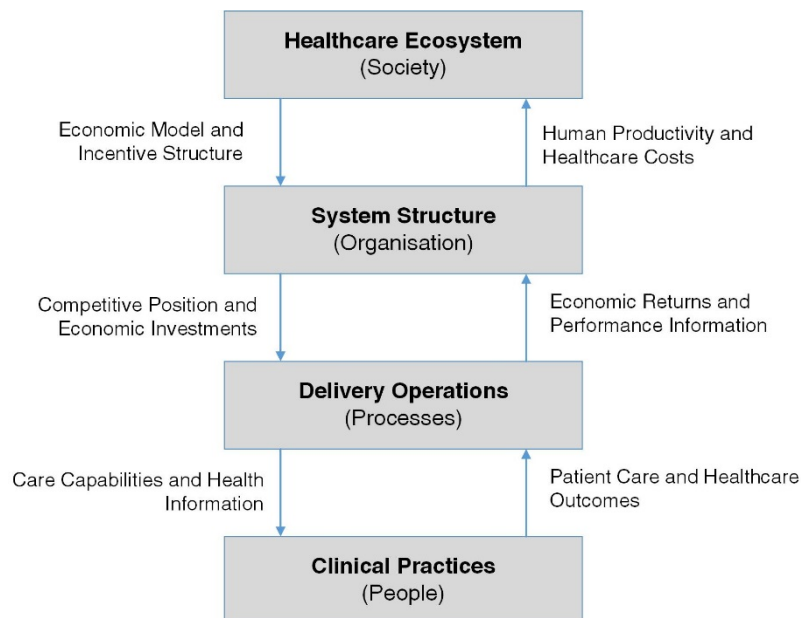 Healthcare Ecosystem
(Society)
Economic Model and
Incentive Structure
Human Productivity and
Healthcare Costs
System Structure
(Organisation)
Competitive Position and
Economic Investments
Economic Returns and
Performance Information
Delivery Operations
(Processes)
Care Capabilities and Health
Information
Patient Care and Healthcare
Outcomes
Clinical Practices
(People)